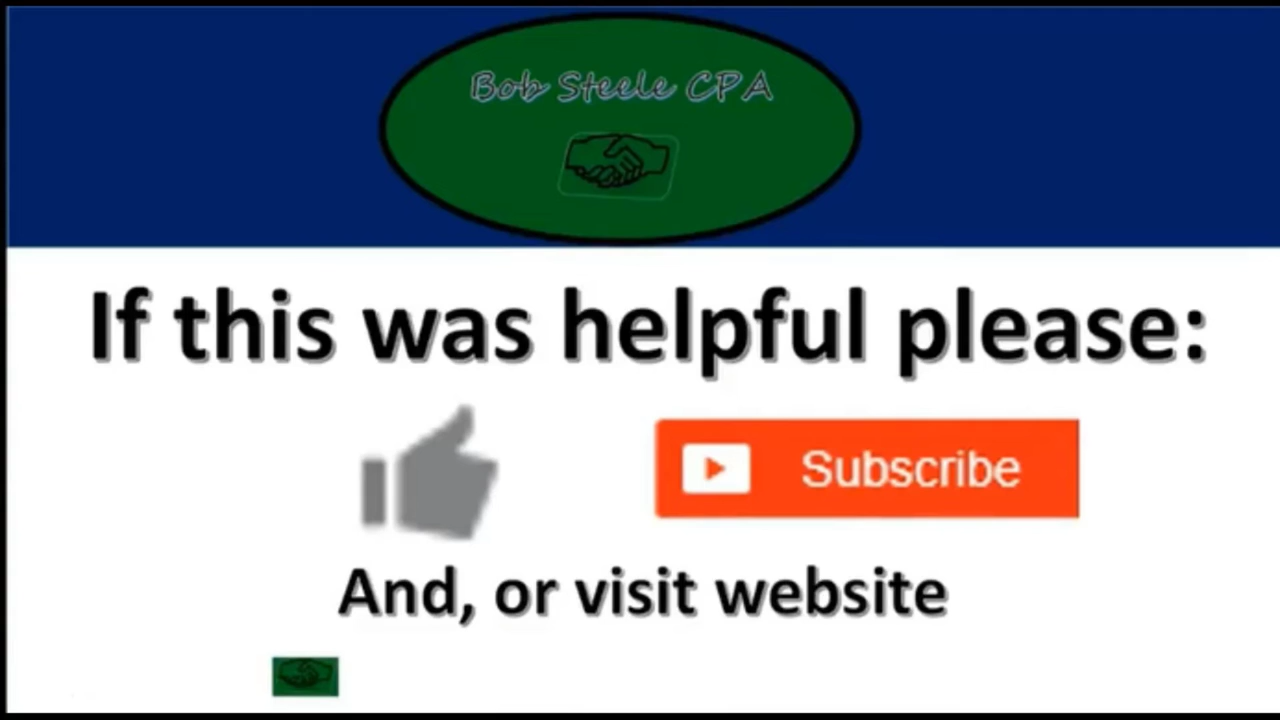 Bob Steele CPA
If this was helpful please:
Subscribe
And, or visit website